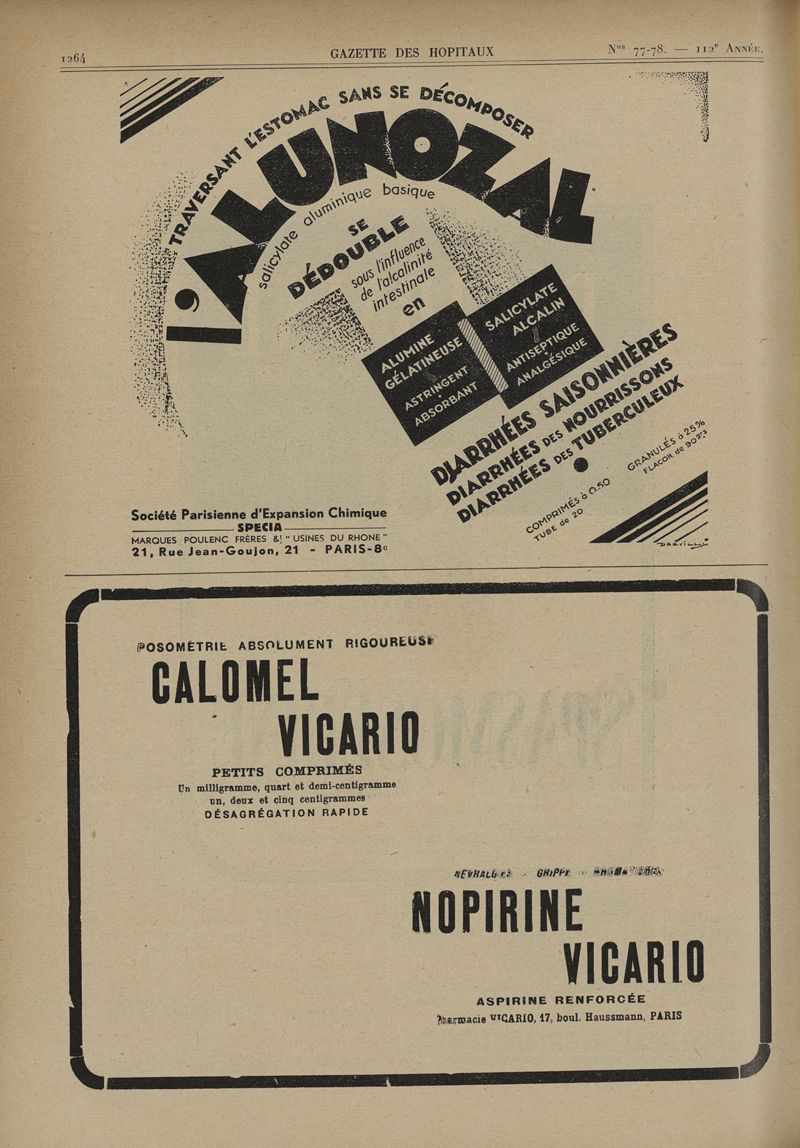 1264
GAZETTE DES HOPITAUX
Nos 77-78. — 112e ANNÉE.
TRAVERSANT L'ESTOMAC SANS SE DÉCOMPOSER
l'ALUNOZAL
salicylate aluminique basique
SE
DÉDOUBLE
sous l'influence
de l'alcalinité
intestinale
en
ALUMINE
GÉLATINEUSE
ASTRINGENT
ABSORBANT
SALICYLATE
ALCALIN
ANTISEPTIQUE
ANALGÉSIQUE
DIARRHÉES SAISONNIÈRES
DIARRHÉES DES NOURRISSONS
DIARRHÉES DES TUBERCULEUX
COMPRIMÉS à 0.50
TUBE de 20
GRANULÉS à 25%
FLACON de 90 grs
Société Parisienne d'Expansion Chimique
SPECIA
MARQUES POULENC FRÈRES & "USINES DU RHONE"
21, Rue Jean-Goujon, 21 - PARIS-8e
POSOMÉTRIE ABSOLUMENT RIGOUREUSE
CALOMEL
VICARIO
PETITS COMPRIMÉS
Un milligramme, quart et demi-centigramme
un, deux et cinq centigrammes
DÉSAGRÉGATION RAPIDE
GRIPPE
NOPIRINE
VICARIO
ASPIRINE RENFORCÉE
Pharmacie VICARIO, 17, boul. Haussmann, PARIS